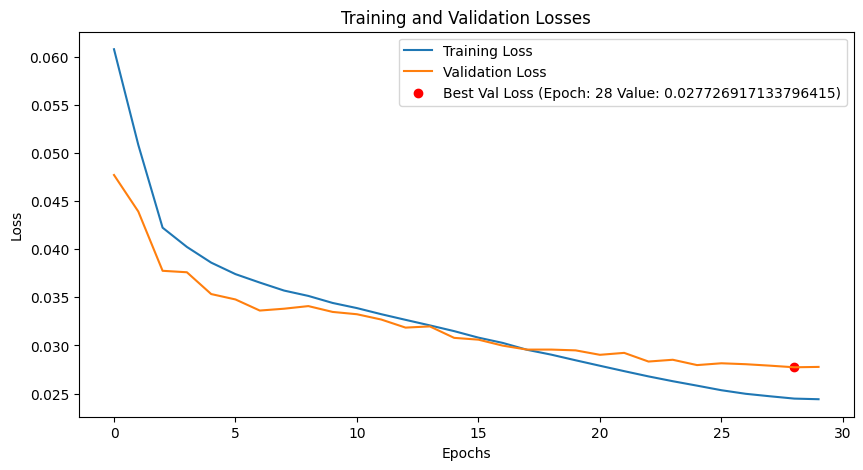 Training and Validation Losses
Training Loss
Validation Loss
Best Val Loss (Epoch: 28 Value: 0.027726917133796415)
Loss
0.060
0.055
0.050
0.045
0.040
0.035
0.030
0.025
0 5 10 15 20 25 30
Epochs